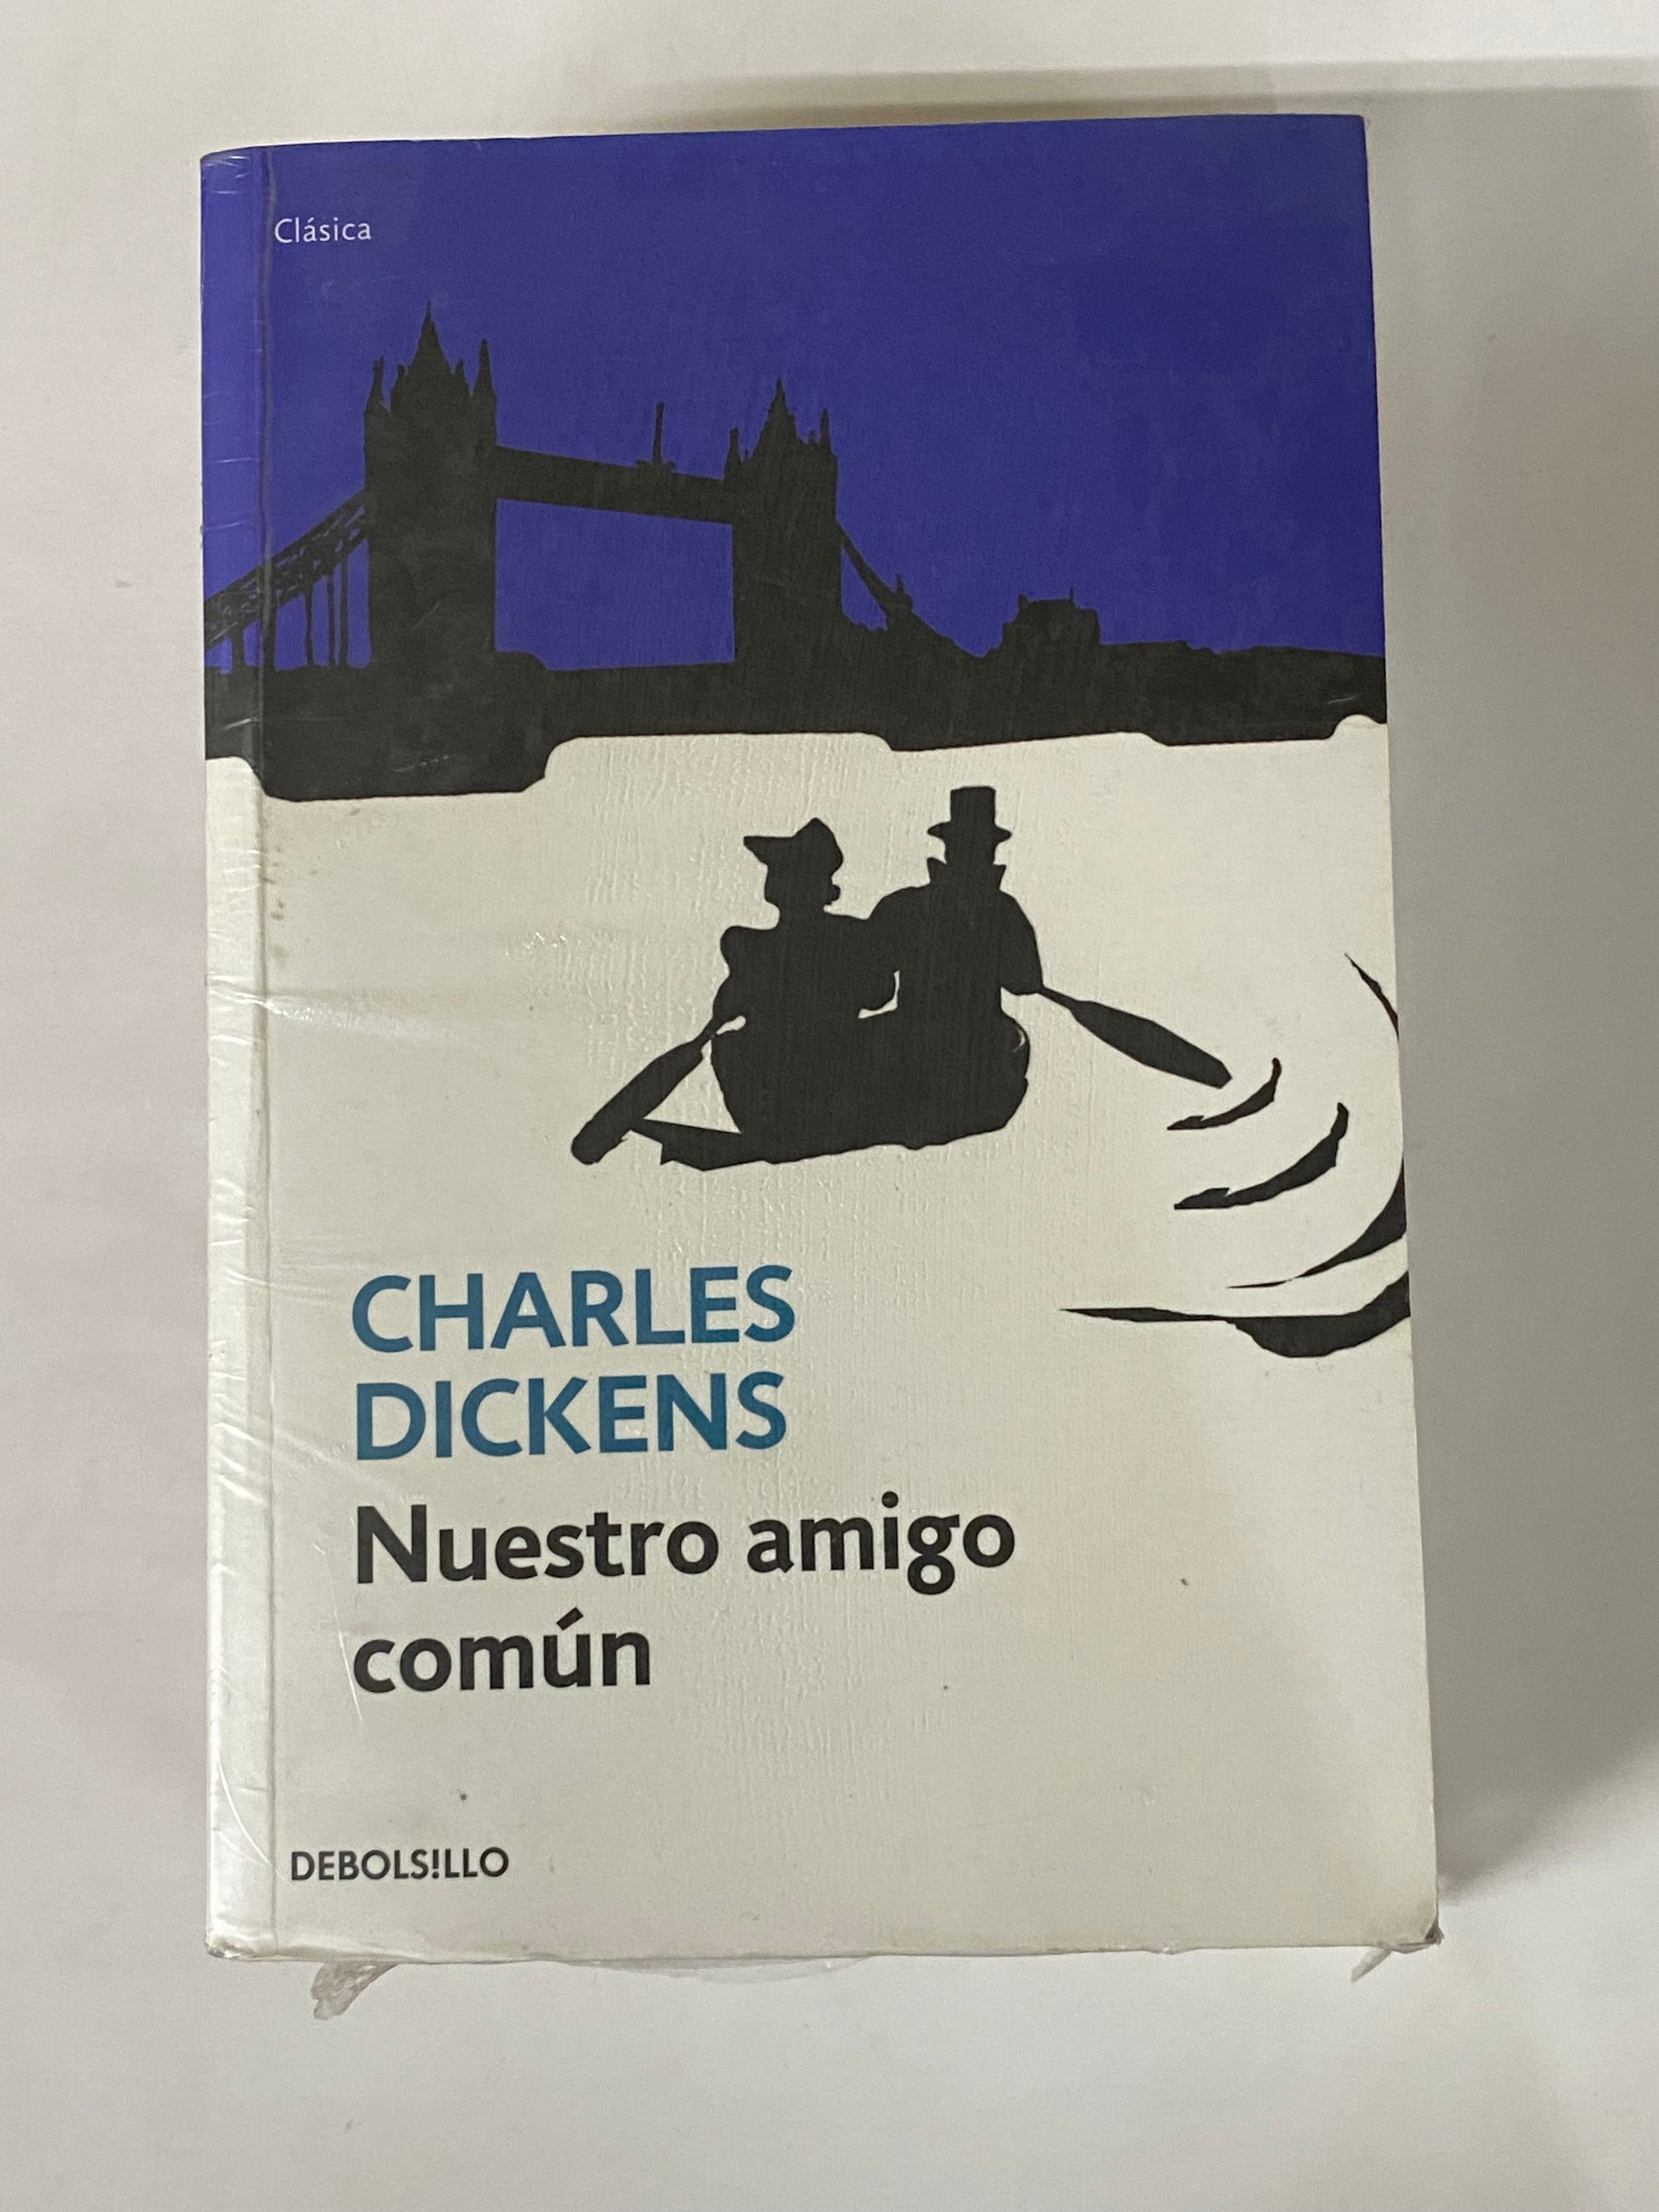 Clásica
CHARLES
DICKENS
Nuestro amigo
común
DEBOLS!LLO